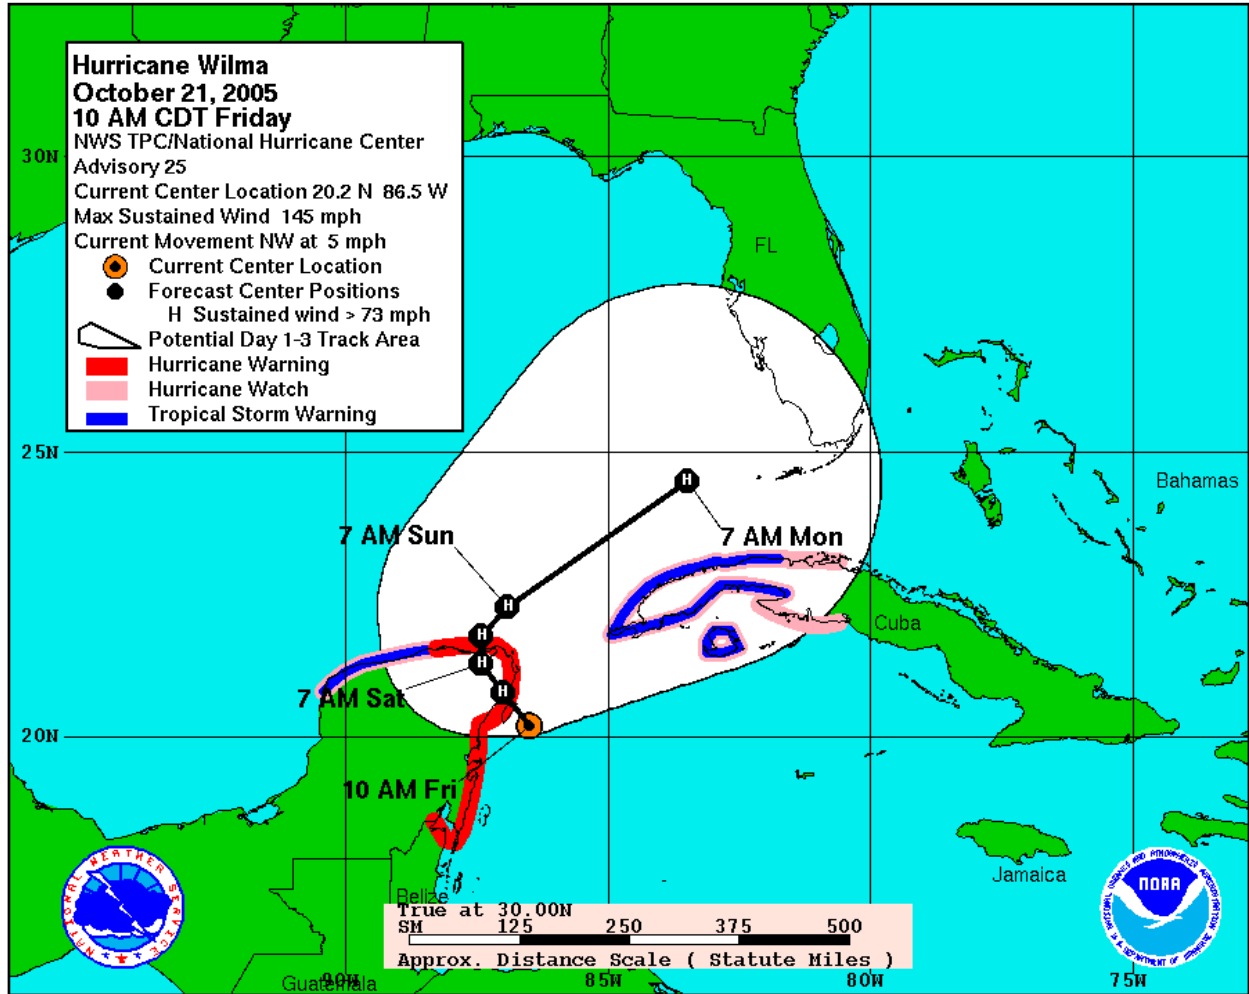 Hurricane Wilma
October 21, 2005
10 AM CDT Friday
NWS TPC/National Hurricane Center
Advisory 25
Current Center Location 20.2 N 86.5 W
Max Sustained Wind 145 mph
Current Movement NW at 5 mph
Current Center Location
Forecast Center Positions
H Sustained wind > 73 mph
Potential Day 1-3 Track Area
Hurricane Warning
Hurricane Watch
Tropical Storm Warning
30N
FL
25N
Bahamas
H
7 AM Sun
7 AM Mon
H
H
Cuba
H
7 AM Sat
H
20N
10 AM Fri
Jamaica
Belize
NATIONAL WEATHER SERVICE
NOAA
True at 30.00N
SM 125 250 375 500
Approx. Distance Scale ( Statute Miles )
Guatemala
90W
85W
80W
75W